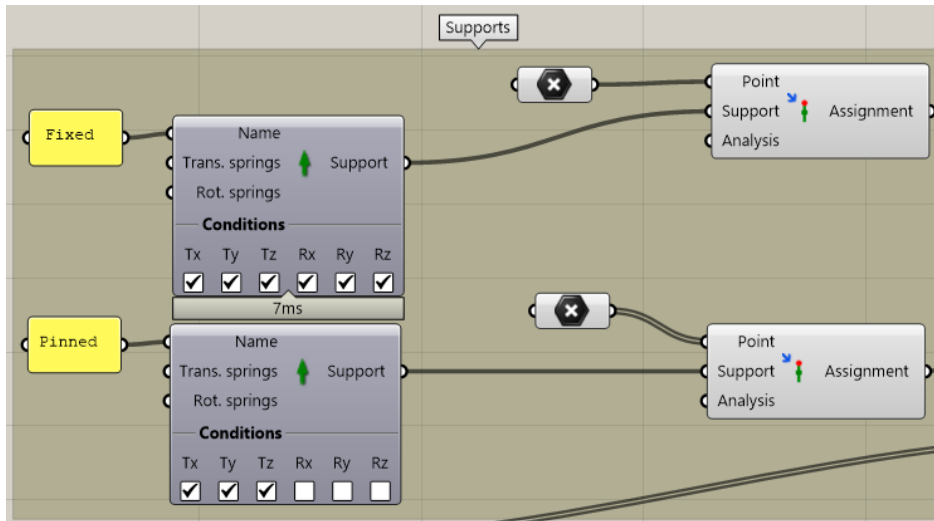 Supports
Point
Support Assignment
Analysis
Fixed
Name
Trans. springs Support
Rot. springs
Conditions
Tx Ty Tz Rx Ry Rz
7ms
Pinned
Name
Trans. springs Support
Rot. springs
Conditions
Tx Ty Tz Rx Ry Rz
Point
Support Assignment
Analysis